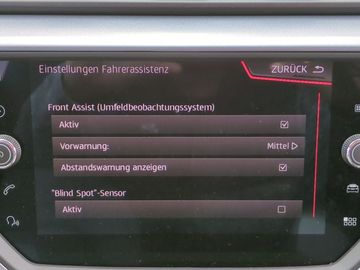 Einstellungen Fahrerassistenz
ZURÜCK
Front Assist (Umfeldbeobachtungssystem)
Aktiv
Vorwarnung: Mittel
Abstandswarnung anzeigen
"Blind Spot"-Sensor
Aktiv